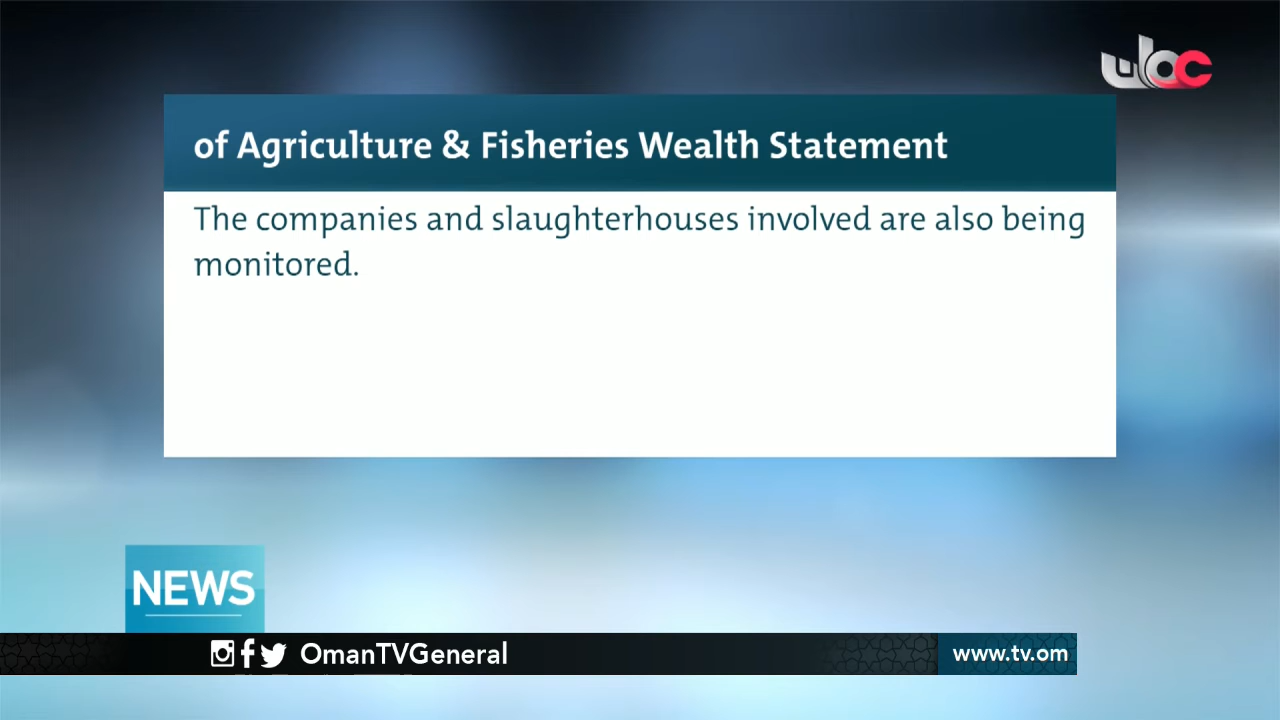 عمان
of Agriculture & Fisheries Wealth Statement
The companies and slaughterhouses involved are also being
monitored.
NEWS
OmanTVGeneral
www.tv.om